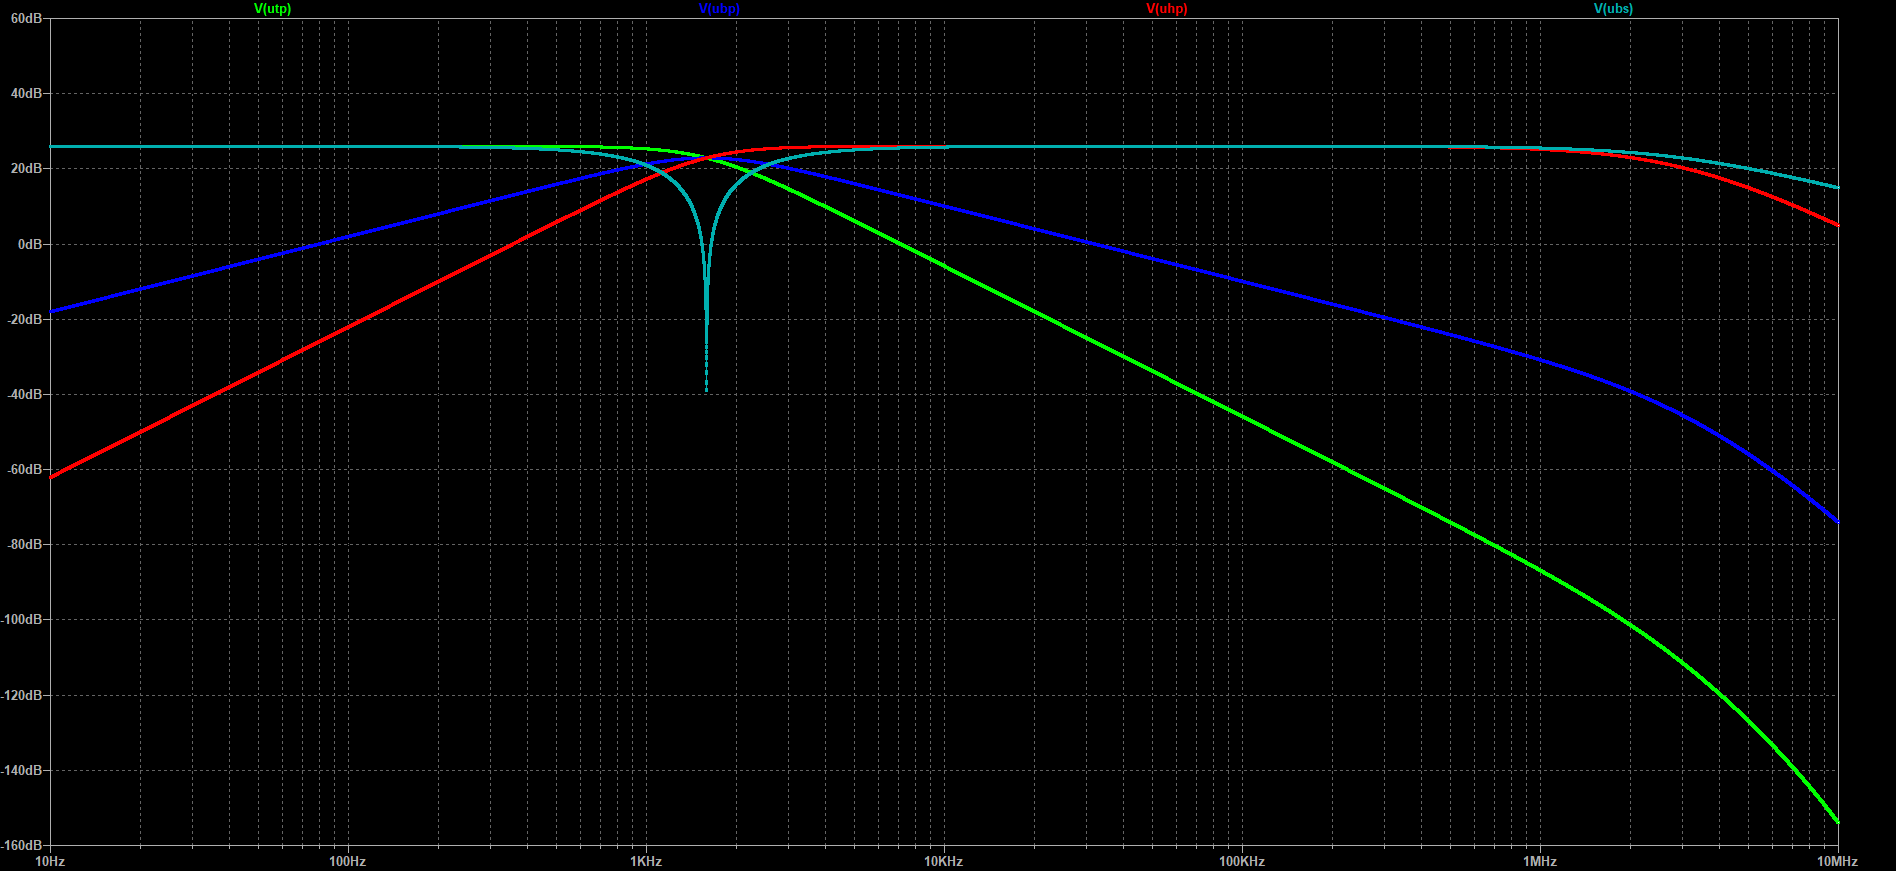 V(utp) V(ubp) V(uhp) V(ubs)
60dB
40dB
20dB
0dB
-20dB
-40dB
-60dB
-80dB
-100dB
-120dB
-140dB
-160dB
10Hz 100Hz 1KHz 10KHz 100KHz 1MHz 10MHz